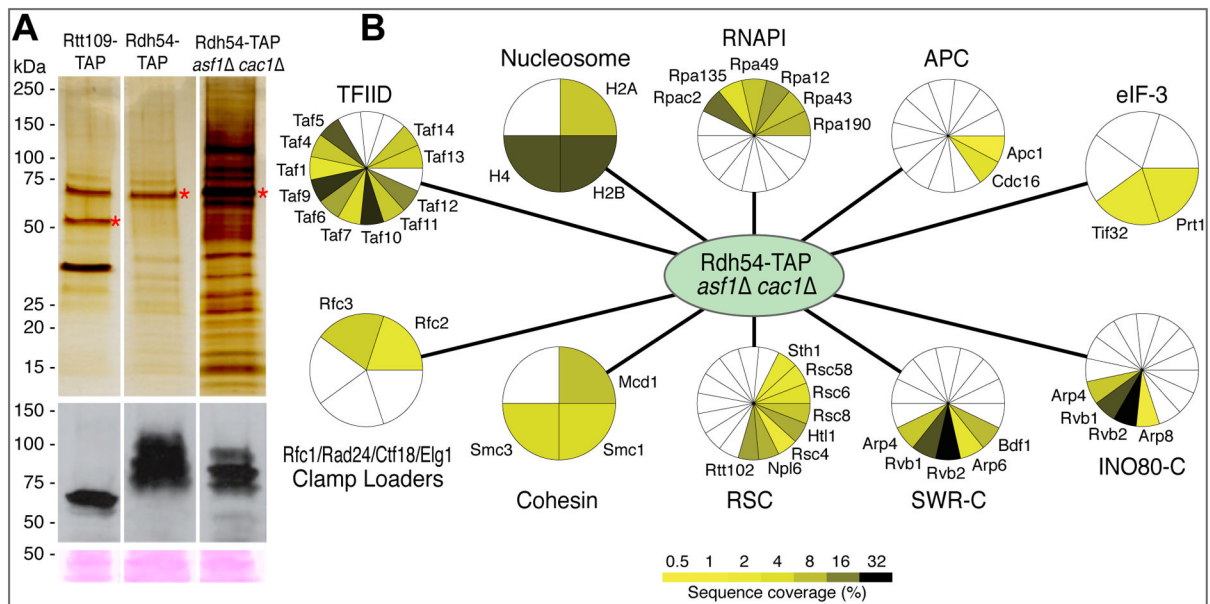 A
Rtt109-
TAP
Rdh54-
TAP
Rdh54-TAP
asf1Δ cac1Δ
kDa
250 -
150 -
100 -
75 -
50 -
25 -
20 -
15 -
*
*
*
150 -
100 -
75 -
50 -
50 -
B
TFIID
Taf5
Taf4
Taf1
Taf9
Taf6
Taf7
Taf10
Taf11
Taf12
Taf13
Taf14
Nucleosome
H2A
H4
H2B
RNAPI
Rpac2
Rpa135
Rpa49
Rpa12
Rpa43
Rpa190
APC
Apc1
Cdc16
eIF-3
Tif32
Prt1
Rdh54-TAP
asf1Δ cac1Δ
Rfc3
Rfc2
Rfc1/Rad24/Ctf18/Elg1
Clamp Loaders
Mcd1
Smc3
Smc1
Cohesin
Sth1
Rsc58
Rsc6
Rsc8
Htl1
Rsc4
Npl6
Rtt102
RSC
Arp4
Rvb1
Rvb2
Arp6
Bdf1
SWR-C
Arp4
Rvb1
Rvb2
Arp8
INO80-C
0.5 1 2 4 8 16 32
Sequence coverage (%)